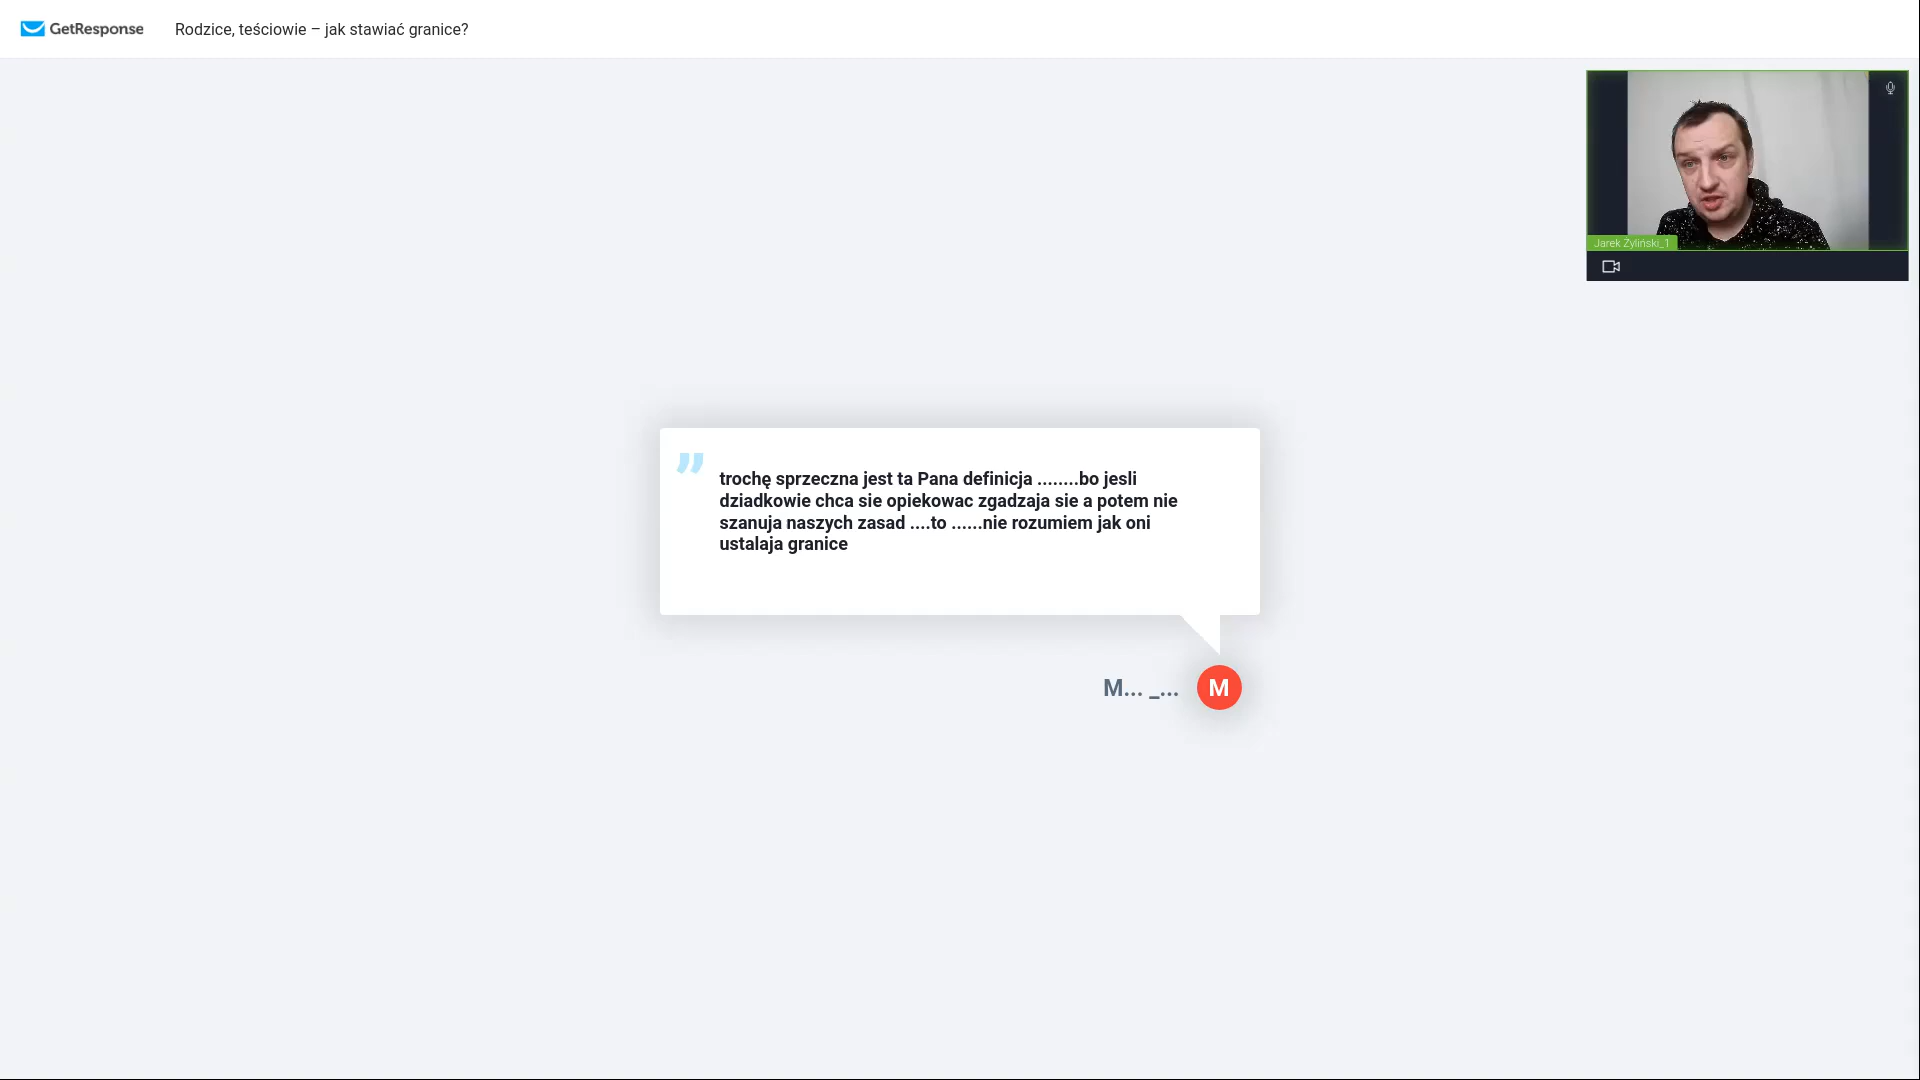 GetResponse
Rodzice, teściowie – jak stawiać granice?
Jarek Żyliński_1
trochę sprzeczna jest ta Pana definicja ........bo jesli
dziadkowie chca sie opiekowac zgadzaja sie a potem nie
szanuja naszych zasad ....to ......nie rozumiem jak oni
ustalaja granice
M... _...
M